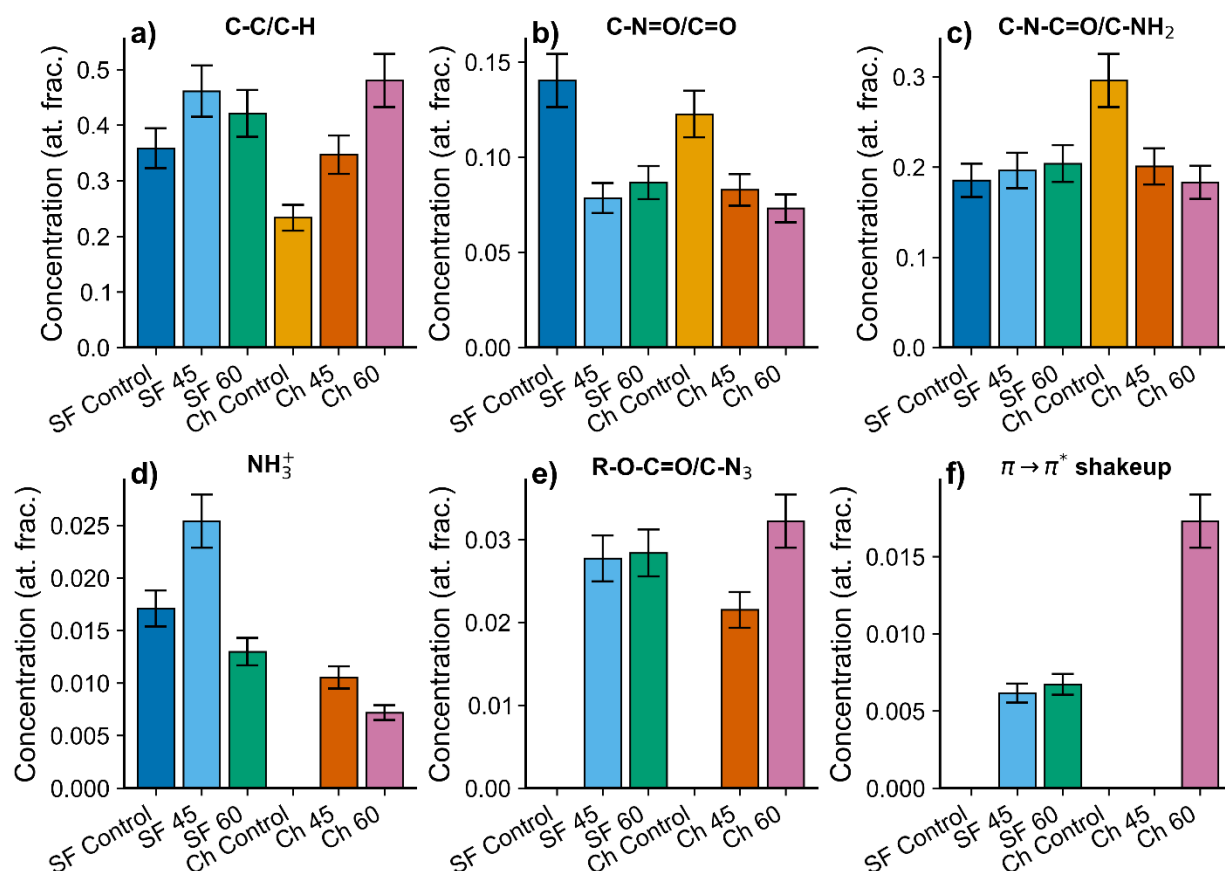 a) C-C/C-H
Concentration (at. frac.)
0.5
0.4
0.3
0.2
0.1
0.0
SF Control
SF 45
SF 60
Ch Control
Ch 45
Ch 60
b) C-N=O/C=O
Concentration (at. frac.)
0.15
0.10
0.05
0.00
SF Control
SF 45
SF 60
Ch Control
Ch 45
Ch 60
c) C-N-C=O/C-NH₂
Concentration (at. frac.)
0.3
0.2
0.1
0.0
SF Control
SF 45
SF 60
Ch Control
Ch 45
Ch 60
d) NH₃⁺
Concentration (at. frac.)
0.025
0.020
0.015
0.010
0.005
0.000
SF Control
SF 45
SF 60
Ch Control
Ch 45
Ch 60
e) R-O-C=O/C-N₃
Concentration (at. frac.)
0.03
0.02
0.01
0.00
SF Control
SF 45
SF 60
Ch Control
Ch 45
Ch 60
f) π → π* shakeup
Concentration (at. frac.)
0.015
0.010
0.005
0.000
SF Control
SF 45
SF 60
Ch Control
Ch 45
Ch 60